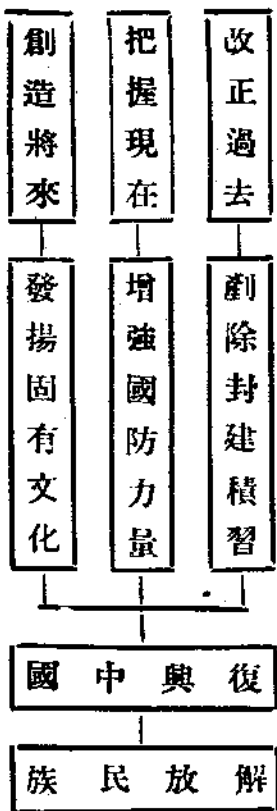 改正過去
把握現在
創造將來
剷除封建積習
增強國防力量
發揚固有文化
復興中國
解放民族